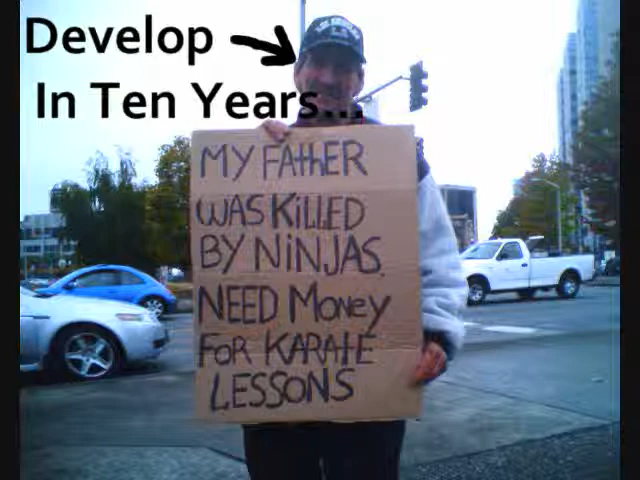 Develop
In Ten Years...
MY FAthER
WAS KiLLED
BY NiNJAS.
NEED MoNEy
FOR KARATE
LESSONS